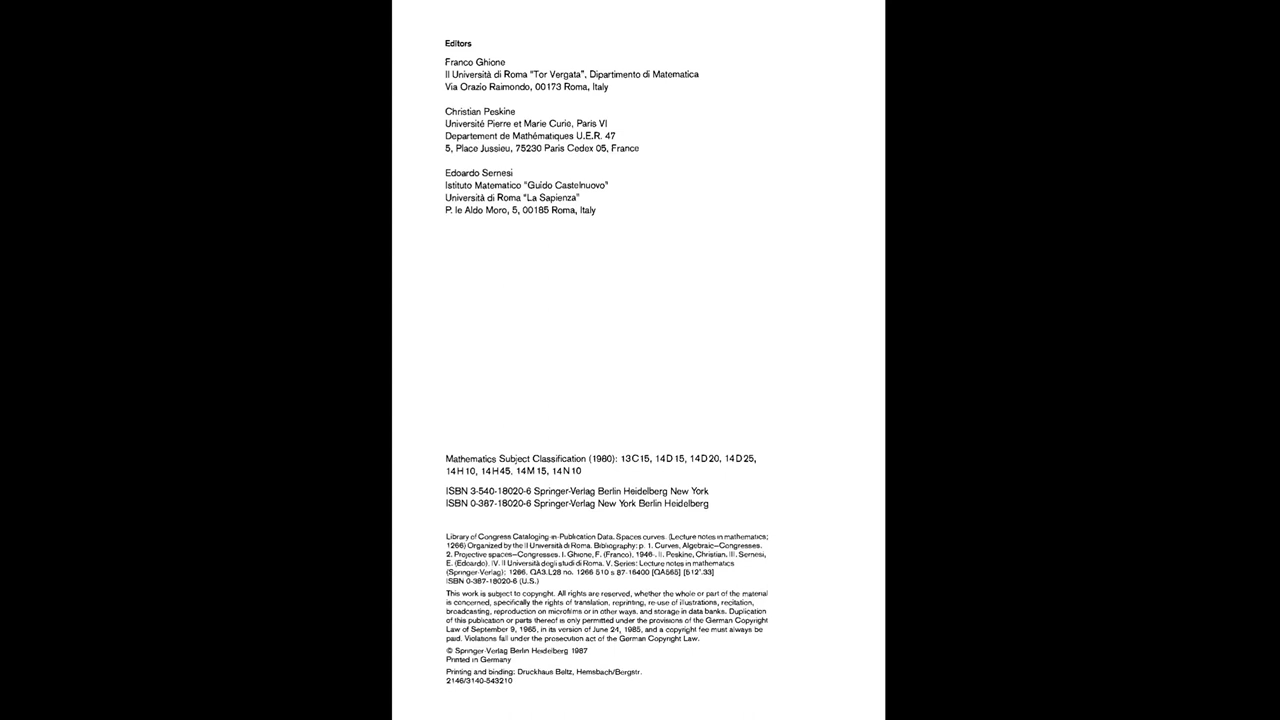 Editors
Franco Ghione
II Università di Roma "Tor Vergata", Dipartimento di Matematica
Via Orazio Raimondo, 00173 Roma, Italy
Christian Peskine
Université Pierre et Marie Curie, Paris VI
Departement de Mathématiques U.E.R. 47
5, Place Jussieu, 75230 Paris Cedex 05, France
Edoardo Sernesi
Istituto Matematico "Guido Castelnuovo"
Università di Roma "La Sapienza"
P. le Aldo Moro, 5, 00185 Roma, Italy
Mathematics Subject Classification (1980): 13C15, 14D15, 14D20, 14D25,
14H10, 14H45, 14M15, 14N10
ISBN 3-540-18020-6 Springer-Verlag Berlin Heidelberg New York
ISBN 0-387-18020-6 Springer-Verlag New York Berlin Heidelberg
Library of Congress Cataloging-in-Publication Data. Spaces curves. (Lecture notes in mathematics;
1266) Organized by the II Università di Roma. Bibliography: p. 1. Curves, Algebraic–Congresses.
2. Projective spaces–Congresses. I. Ghione, F. (Franco), 1946-. II. Peskine, Christian. III. Sernesi,
E. (Edoardo). IV. II Università degli studi di Roma. V. Series: Lecture notes in mathematics
(Springer-Verlag); 1266. QA3.L28 no. 1266 510 s 87-16400 [QA565] [512'.33]
ISBN 0-387-18020-6 (U.S.)
This work is subject to copyright. All rights are reserved, whether the whole or part of the material
is concerned, specifically the rights of translation, reprinting, re-use of illustrations, recitation,
broadcasting, reproduction on microfilms or in other ways, and storage in data banks. Duplication
of this publication or parts thereof is only permitted under the provisions of the German Copyright
Law of September 9, 1965, in its version of June 24, 1985, and a copyright fee must always be
paid. Violations fall under the prosecution act of the German Copyright Law.
© Springer-Verlag Berlin Heidelberg 1987
Printed in Germany
Printing and binding: Druckhaus Beltz, Hemsbach/Bergstr.
2146/3140-543210